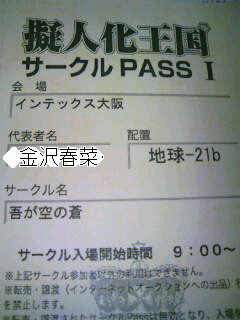 擬人化王国
サークルPASS Ⅰ
会場
インテックス大阪
代表者名
配置
金沢春菜
地球-21b
サークル名
吾が空の蒼
サークル入場開始時間 9:00~
※上記サークル参加者以外の利用はできません。
※転売・譲渡(インターネットオークションへの出品)
を禁止します。